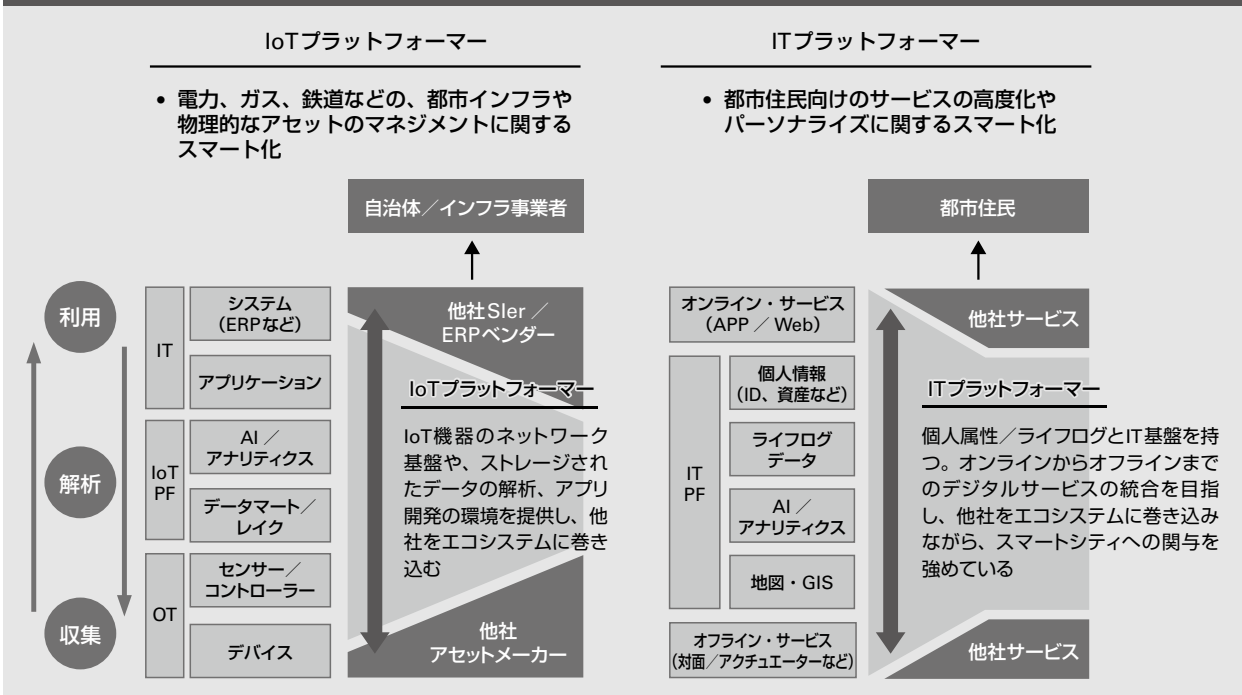 IoTプラットフォーマー
• 電力、ガス、鉄道などの、都市インフラや
物理的なアセットのマネジメントに関する
スマート化
自治体／インフラ事業者
利用
解析
収集
IT
システム
（ERPなど）
アプリケーション
IoT
PF
AI ／
アナリティクス
データマート／
レイク
OT
センサー／
コントローラー
デバイス
他社SIer ／
ERPベンダー
IoTプラットフォーマー
IoT機器のネットワーク
基盤や、ストレージされ
たデータの解析、アプリ
開発の環境を提供し、他
社をエコシステムに巻き
込む
他社
アセットメーカー
ITプラットフォーマー
• 都市住民向けのサービスの高度化や
パーソナライズに関するスマート化
都市住民
オンライン・サービス
（APP ／ Web）
IT
PF
個人情報
（ID、資産など）
ライフログ
データ
AI ／
アナリティクス
地図・GIS
オフライン・サービス
（対面／アクチュエーターなど）
他社サービス
ITプラットフォーマー
個人属性／ライフログとIT基盤を持
つ。オンラインからオフラインまで
のデジタルサービスの統合を目指
し、他社をエコシステムに巻き込み
ながら、スマートシティへの関与を
強めている
他社サービス